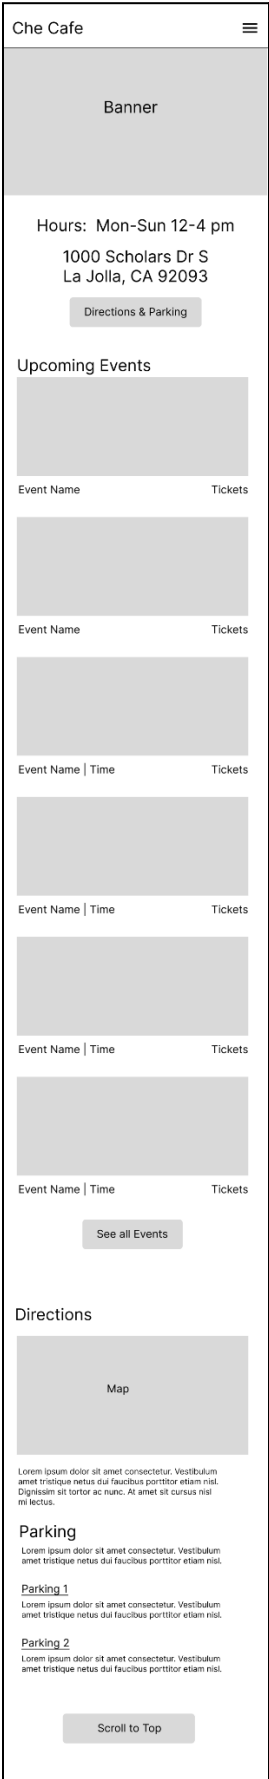 Che Cafe
Banner
Hours: Mon-Sun 12-4 pm
1000 Scholars Dr S
La Jolla, CA 92093
Directions & Parking
Upcoming Events
Event Name Tickets
Event Name Tickets
Event Name | Time Tickets
Event Name | Time Tickets
Event Name | Time Tickets
Event Name | Time Tickets
See all Events
Directions
Map
Lorem ipsum dolor sit amet consectetur. Vestibulum
amet tristique netus dui faucibus porttitor etiam nisl.
Dignissim sit tortor ac nunc. At amet sit cursus nisl
mi lectus.
Parking
Lorem ipsum dolor sit amet consectetur. Vestibulum
amet tristique netus dui faucibus porttitor etiam nisl.
Parking 1
Lorem ipsum dolor sit amet consectetur. Vestibulum
amet tristique netus dui faucibus porttitor etiam nisl.
Parking 2
Lorem ipsum dolor sit amet consectetur. Vestibulum
amet tristique netus dui faucibus porttitor etiam nisl.
Scroll to Top